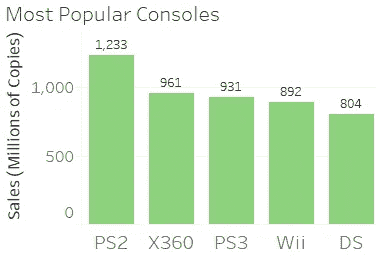 Most Popular Consoles
Sales (Millions of Copies)
1,000
500
0
1,233
961
931
892
804
PS2 X360 PS3 Wii DS